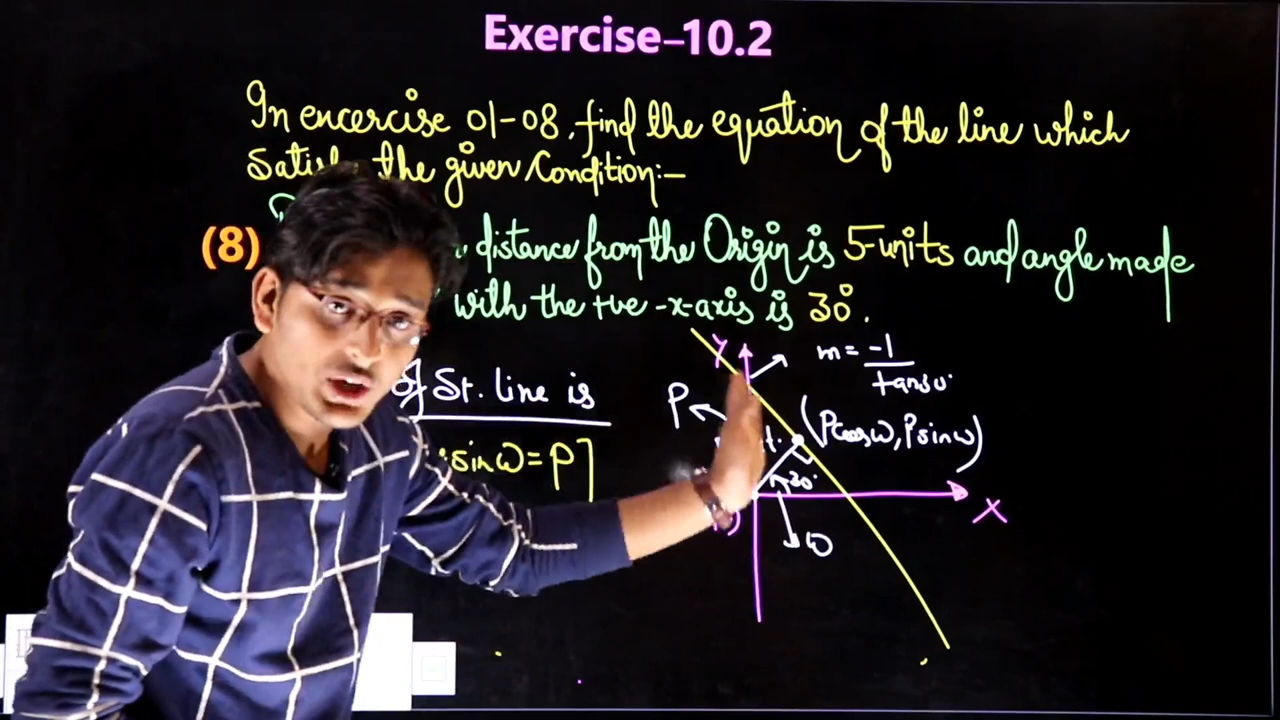 Exercise–10.2
In encercise 01-08, find the equation of the line which
Satisfy the given Condition:–
(8) distance from the Origin is 5-units and angle made
with the +ve -x-axis is 30°.
of St. line is
sinω = P]
Y
m = -1/tan30°
P
(Pcosω, Psinω)
30°
X
ω